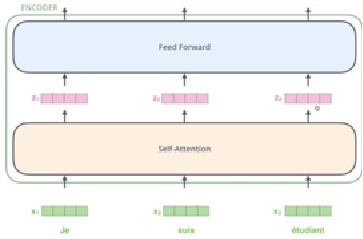 ENCODER
Feed Forward
z₁ z₂ z₃
Self-Attention
x₁ x₂ x₃
Je suis étudiant